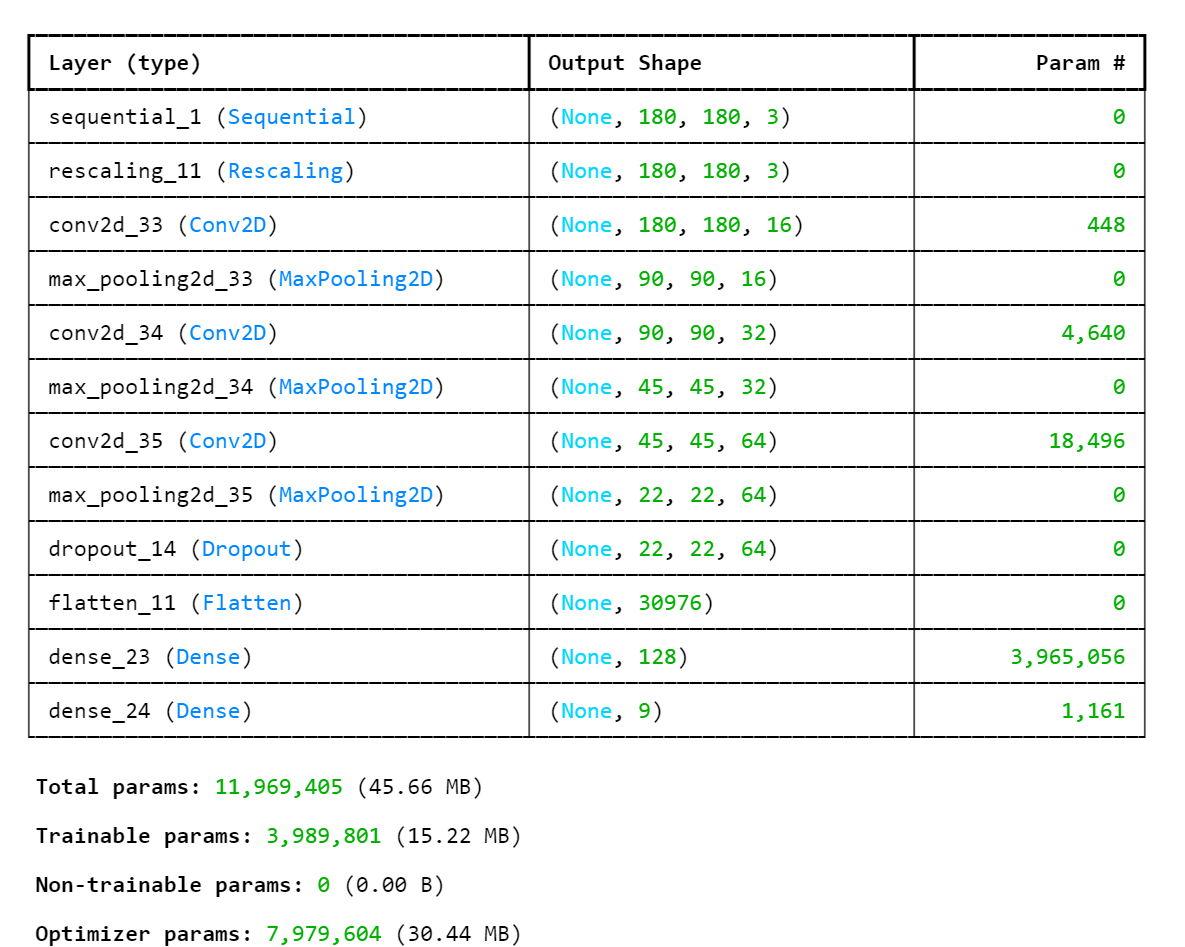 Layer (type) Output Shape Param #
sequential_1 (Sequential) (None, 180, 180, 3) 0
rescaling_11 (Rescaling) (None, 180, 180, 3) 0
conv2d_33 (Conv2D) (None, 180, 180, 16) 448
max_pooling2d_33 (MaxPooling2D) (None, 90, 90, 16) 0
conv2d_34 (Conv2D) (None, 90, 90, 32) 4,640
max_pooling2d_34 (MaxPooling2D) (None, 45, 45, 32) 0
conv2d_35 (Conv2D) (None, 45, 45, 64) 18,496
max_pooling2d_35 (MaxPooling2D) (None, 22, 22, 64) 0
dropout_14 (Dropout) (None, 22, 22, 64) 0
flatten_11 (Flatten) (None, 30976) 0
dense_23 (Dense) (None, 128) 3,965,056
dense_24 (Dense) (None, 9) 1,161
Total params: 11,969,405 (45.66 MB)
Trainable params: 3,989,801 (15.22 MB)
Non-trainable params: 0 (0.00 B)
Optimizer params: 7,979,604 (30.44 MB)